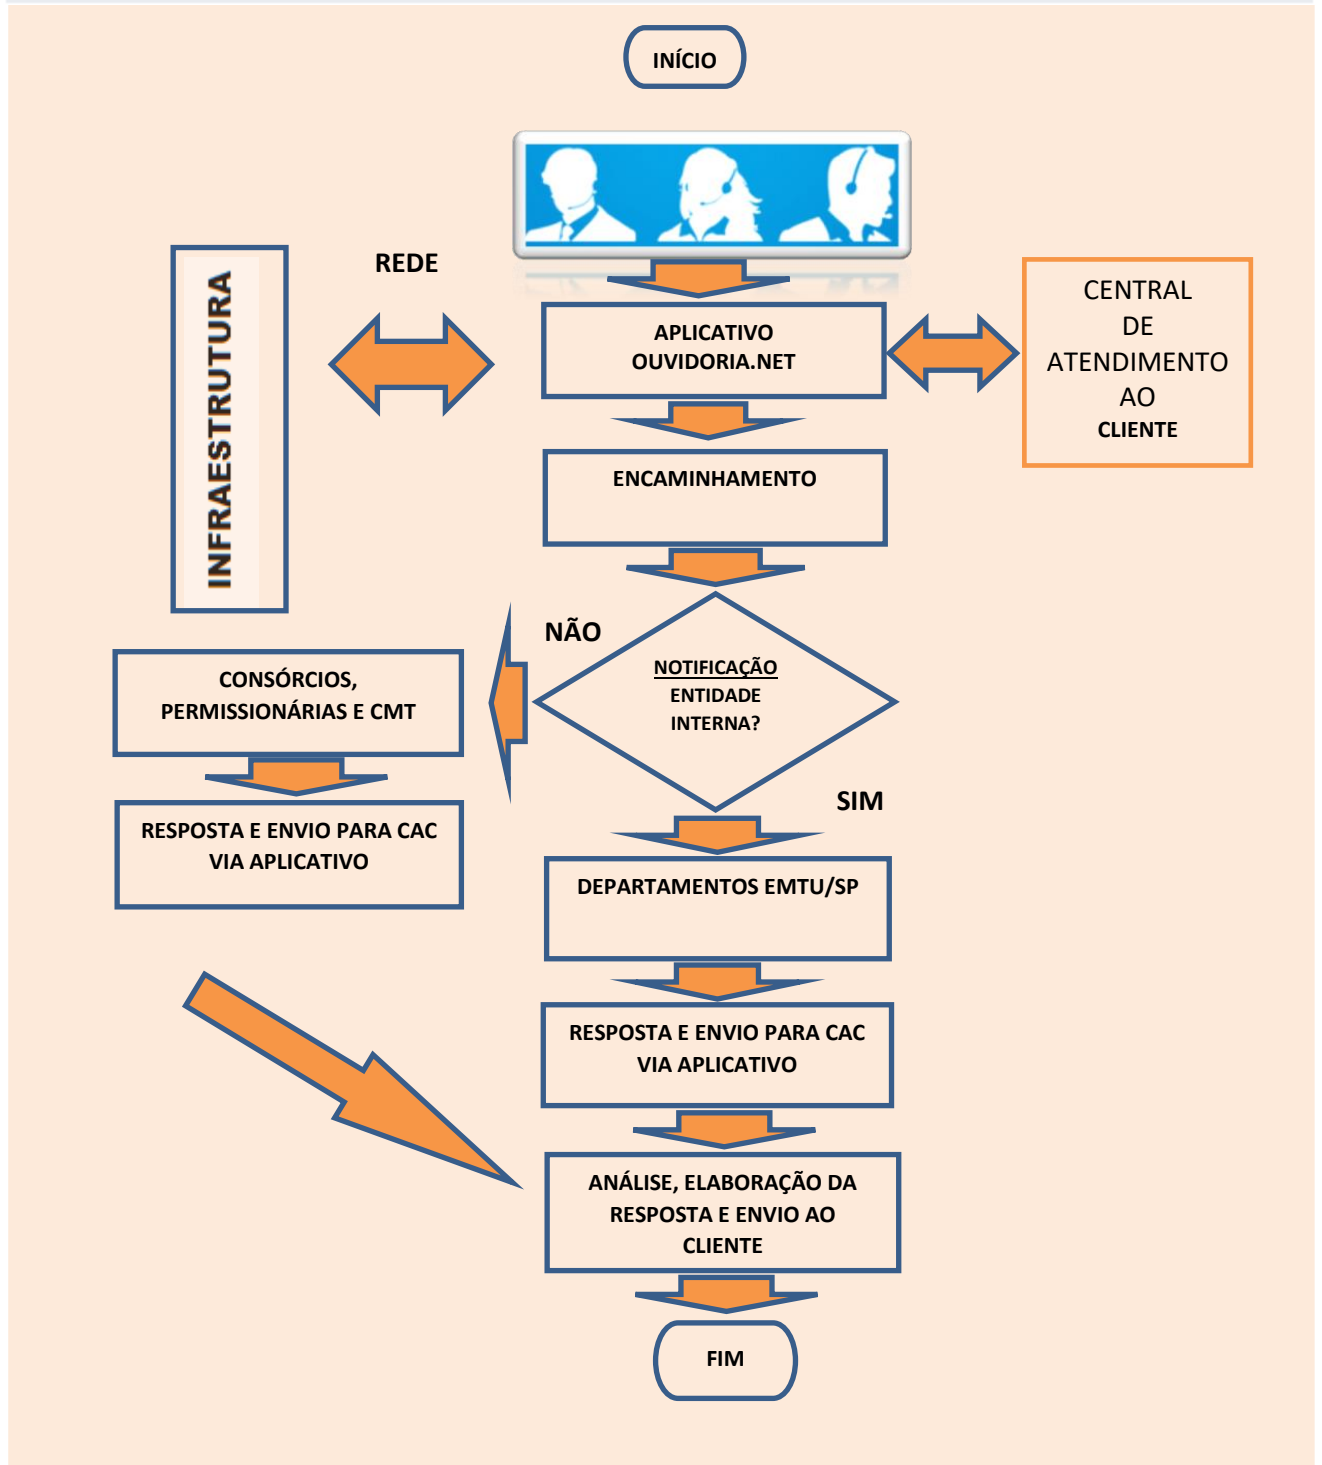 INÍCIO
REDE
INFRAESTRUTURA
APLICATIVO
OUVIDORIA.NET
CENTRAL
DE
ATENDIMENTO
AO
CLIENTE
ENCAMINHAMENTO
NÃO
NOTIFICAÇÃO
ENTIDADE
INTERNA?
CONSÓRCIOS,
PERMISSIONÁRIAS E CMT
RESPOSTA E ENVIO PARA CAC
VIA APLICATIVO
SIM
DEPARTAMENTOS EMTU/SP
RESPOSTA E ENVIO PARA CAC
VIA APLICATIVO
ANÁLISE, ELABORAÇÃO DA
RESPOSTA E ENVIO AO
CLIENTE
FIM